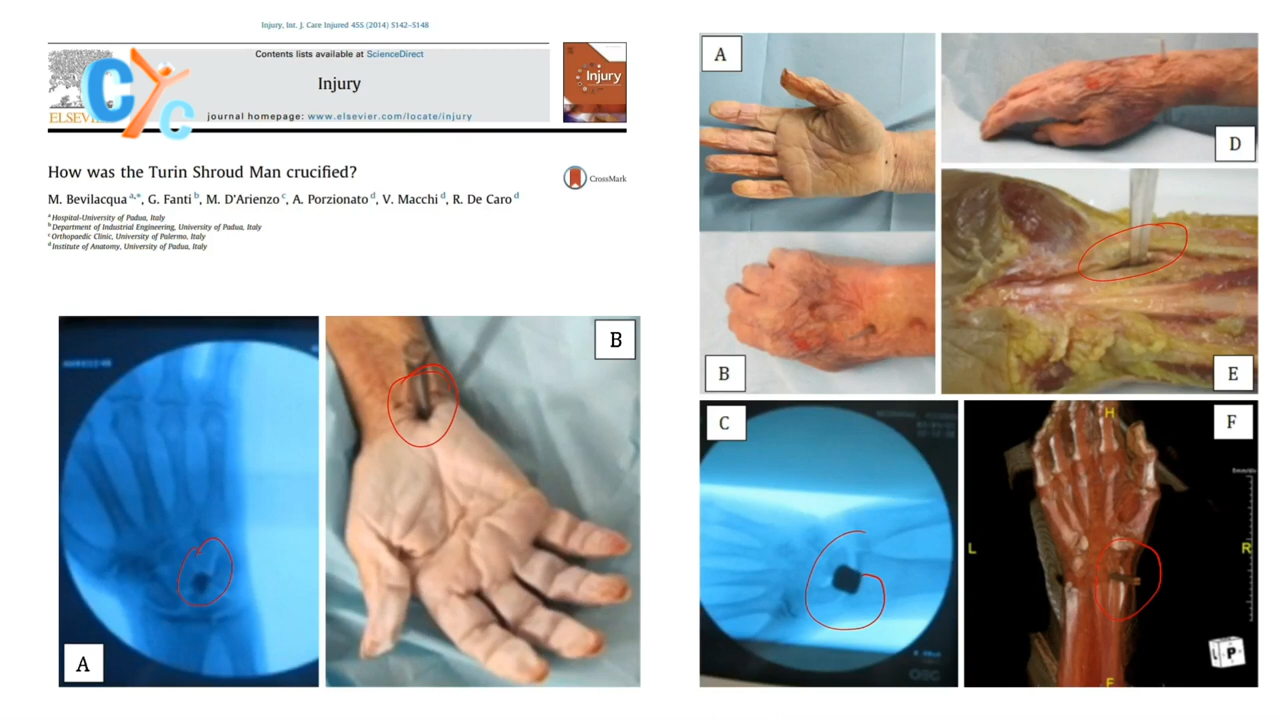 Injury, Int. J. Care Injured 45S (2014) S142–S148
Contents lists available at ScienceDirect
Injury
journal homepage: www.elsevier.com/locate/injury
ELSEV
CYC
Injury
How was the Turin Shroud Man crucified?
CrossMark
M. Bevilacqua a,*, G. Fanti b, M. D'Arienzo c, A. Porzionato d, V. Macchi d, R. De Caro d
a Hospital-University of Padua, Italy
b Department of Industrial Engineering, University of Padua, Italy
c Orthopaedic Clinic, University of Palermo, Italy
d Institute of Anatomy, University of Padua, Italy
A
B
A
D
B
E
C
F
H
L
R
L P
F